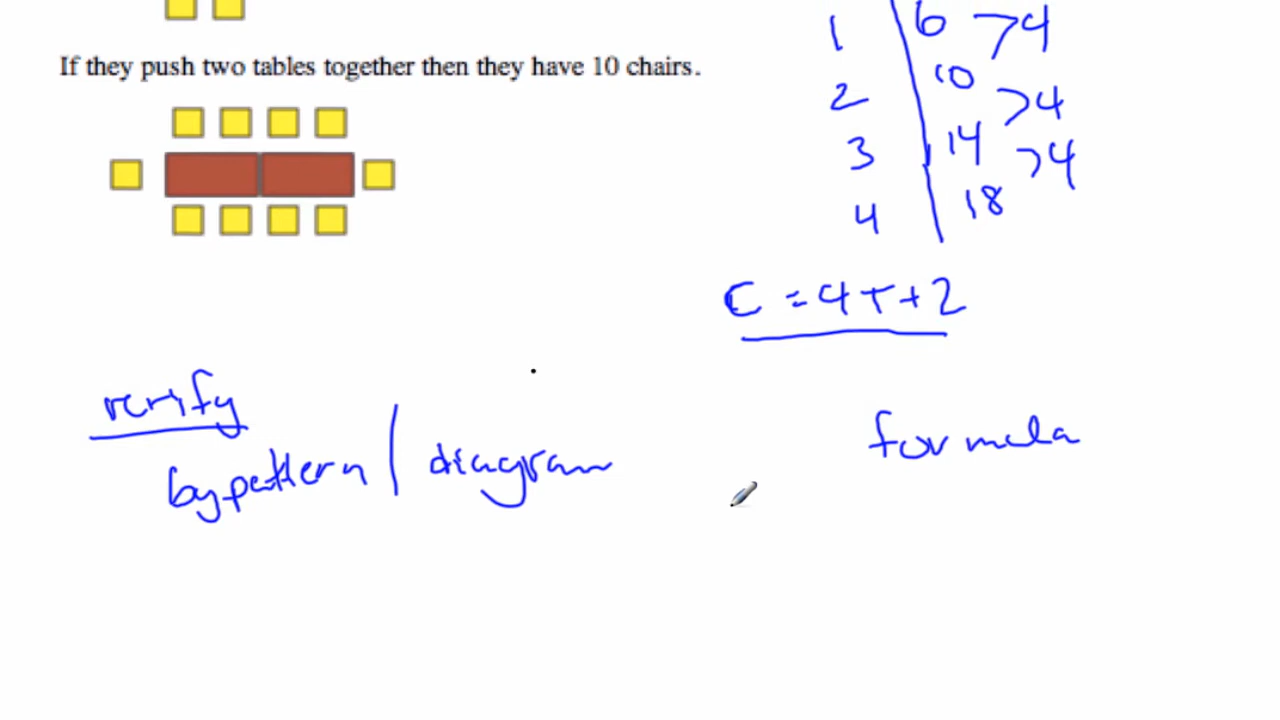 1 | 6 >4
If they push two tables together then they have 10 chairs.
2 | 10 >4
3 | 14 >4
4 | 18
C = 4T+2
verify
by pattern | diagram
formula